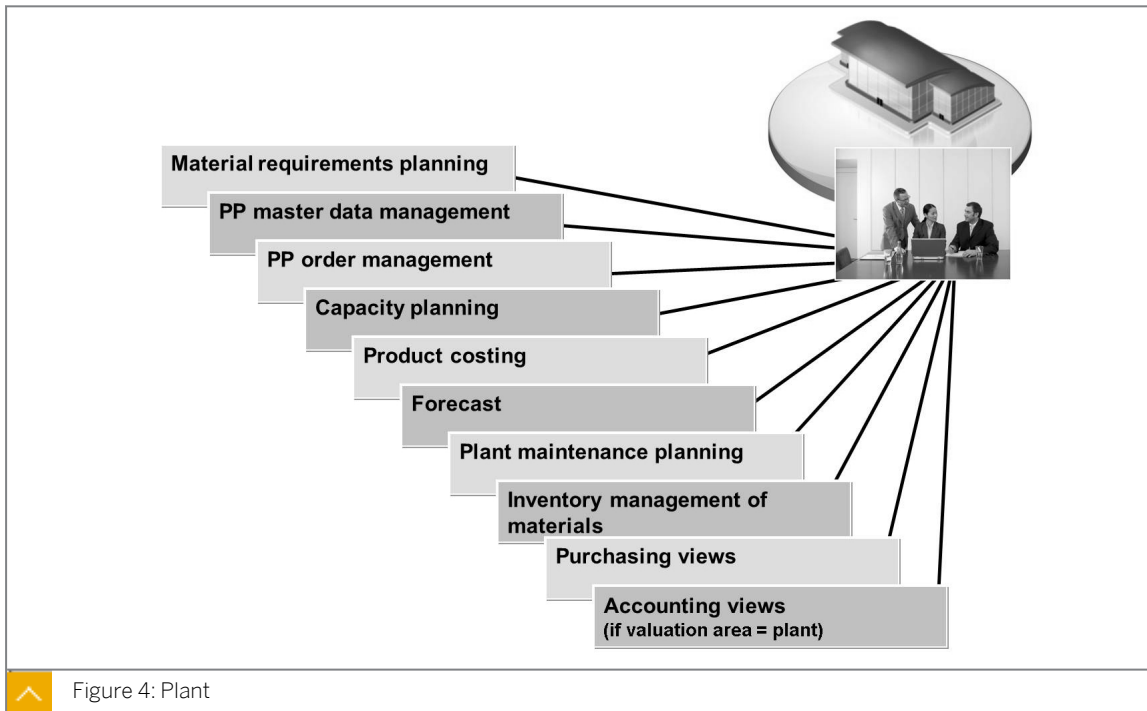 Material requirements planning
PP master data management
PP order management
Capacity planning
Product costing
Forecast
Plant maintenance planning
Inventory management of
materials
Purchasing views
Accounting views
(if valuation area = plant)
Figure 4: Plant